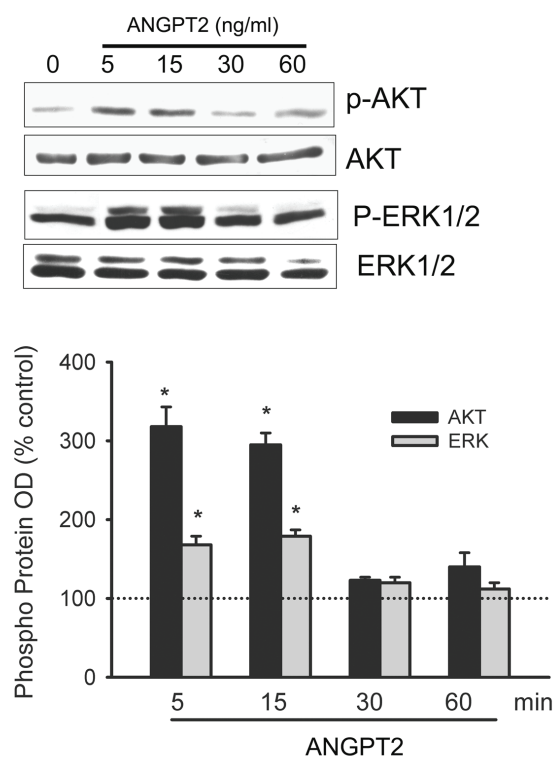 ANGPT2 (ng/ml)
0 5 15 30 60
p-AKT
AKT
P-ERK1/2
ERK1/2
Phospho Protein OD (% control)
400
300
200
100
0
*
*
*
*
AKT
ERK
5 15 30 60 min
ANGPT2